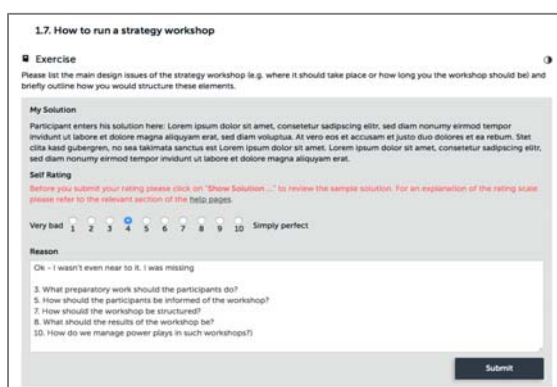 1.7. How to run a strategy workshop
Exercise
Please list the main design issues of the strategy workshop (e.g. where it should take place or how long you the workshop should be) and
briefly outline how you would structure these elements.
My Solution
Participant enters his solution here: Lorem ipsum dolor sit amet, consetetur sadipscing elitr, sed diam nonumy eirmod tempor
invidunt ut labore et dolore magna aliquyam erat, sed diam voluptua. At vero eos et accusam et justo duo dolores et ea rebum. Stet
clita kasd gubergren, no sea takimata sanctus est Lorem ipsum dolor sit amet. Lorem ipsum dolor sit amet, consetetur sadipscing elitr,
sed diam nonumy eirmod tempor invidunt ut labore et dolore magna aliquyam erat.
Self Rating
Before you submit your rating please click on "Show Solution ..." to review the sample solution. For an explanation of the rating scale
please refer to the relevant section of the help pages.
Very bad 1 2 3 4 5 6 7 8 9 10 Simply perfect
Reason
Ok - I wasn't even near to it. I was missing
3. What preparatory work should the participants do?
5. How should the participants be informed of the workshop?
7. How should the workshop be structured?
8. What should the results of the workshop be?
10. How do we manage power plays in such workshops?)
Submit